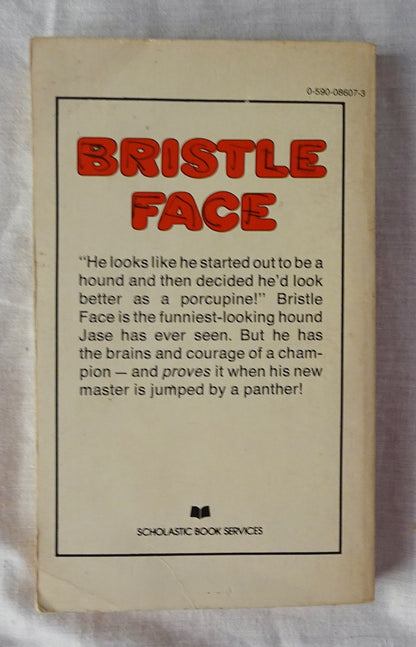 0-590-08607-3
BRISTLE
FACE
“He looks like he started out to be a
hound and then decided he’d look
better as a porcupine!” Bristle
Face is the funniest-looking hound
Jase has ever seen. But he has
the brains and courage of a cham-
pion — and proves it when his new
master is jumped by a panther!
SCHOLASTIC BOOK SERVICES